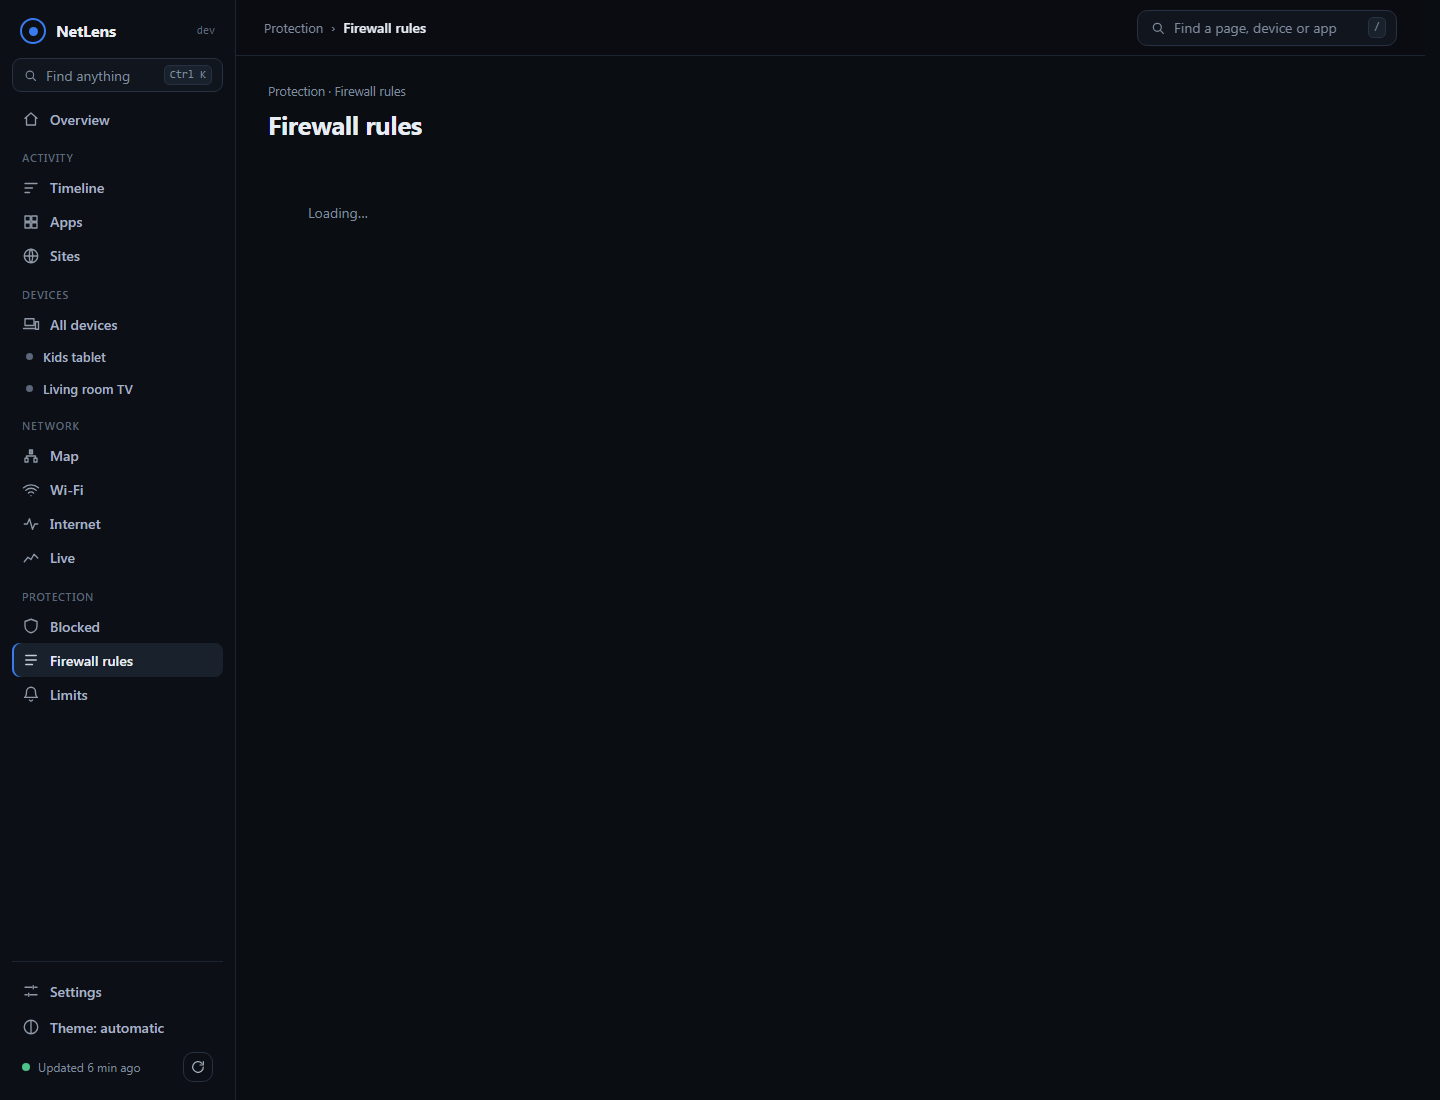 NetLens
dev
Find anything
Ctrl K
Overview
ACTIVITY
Timeline
Apps
Sites
DEVICES
All devices
Kids tablet
Living room TV
NETWORK
Map
Wi-Fi
Internet
Live
PROTECTION
Blocked
Firewall rules
Limits
Settings
Theme: automatic
Updated 6 min ago
Protection › Firewall rules
Find a page, device or app
/
Protection · Firewall rules
Firewall rules
Loading...